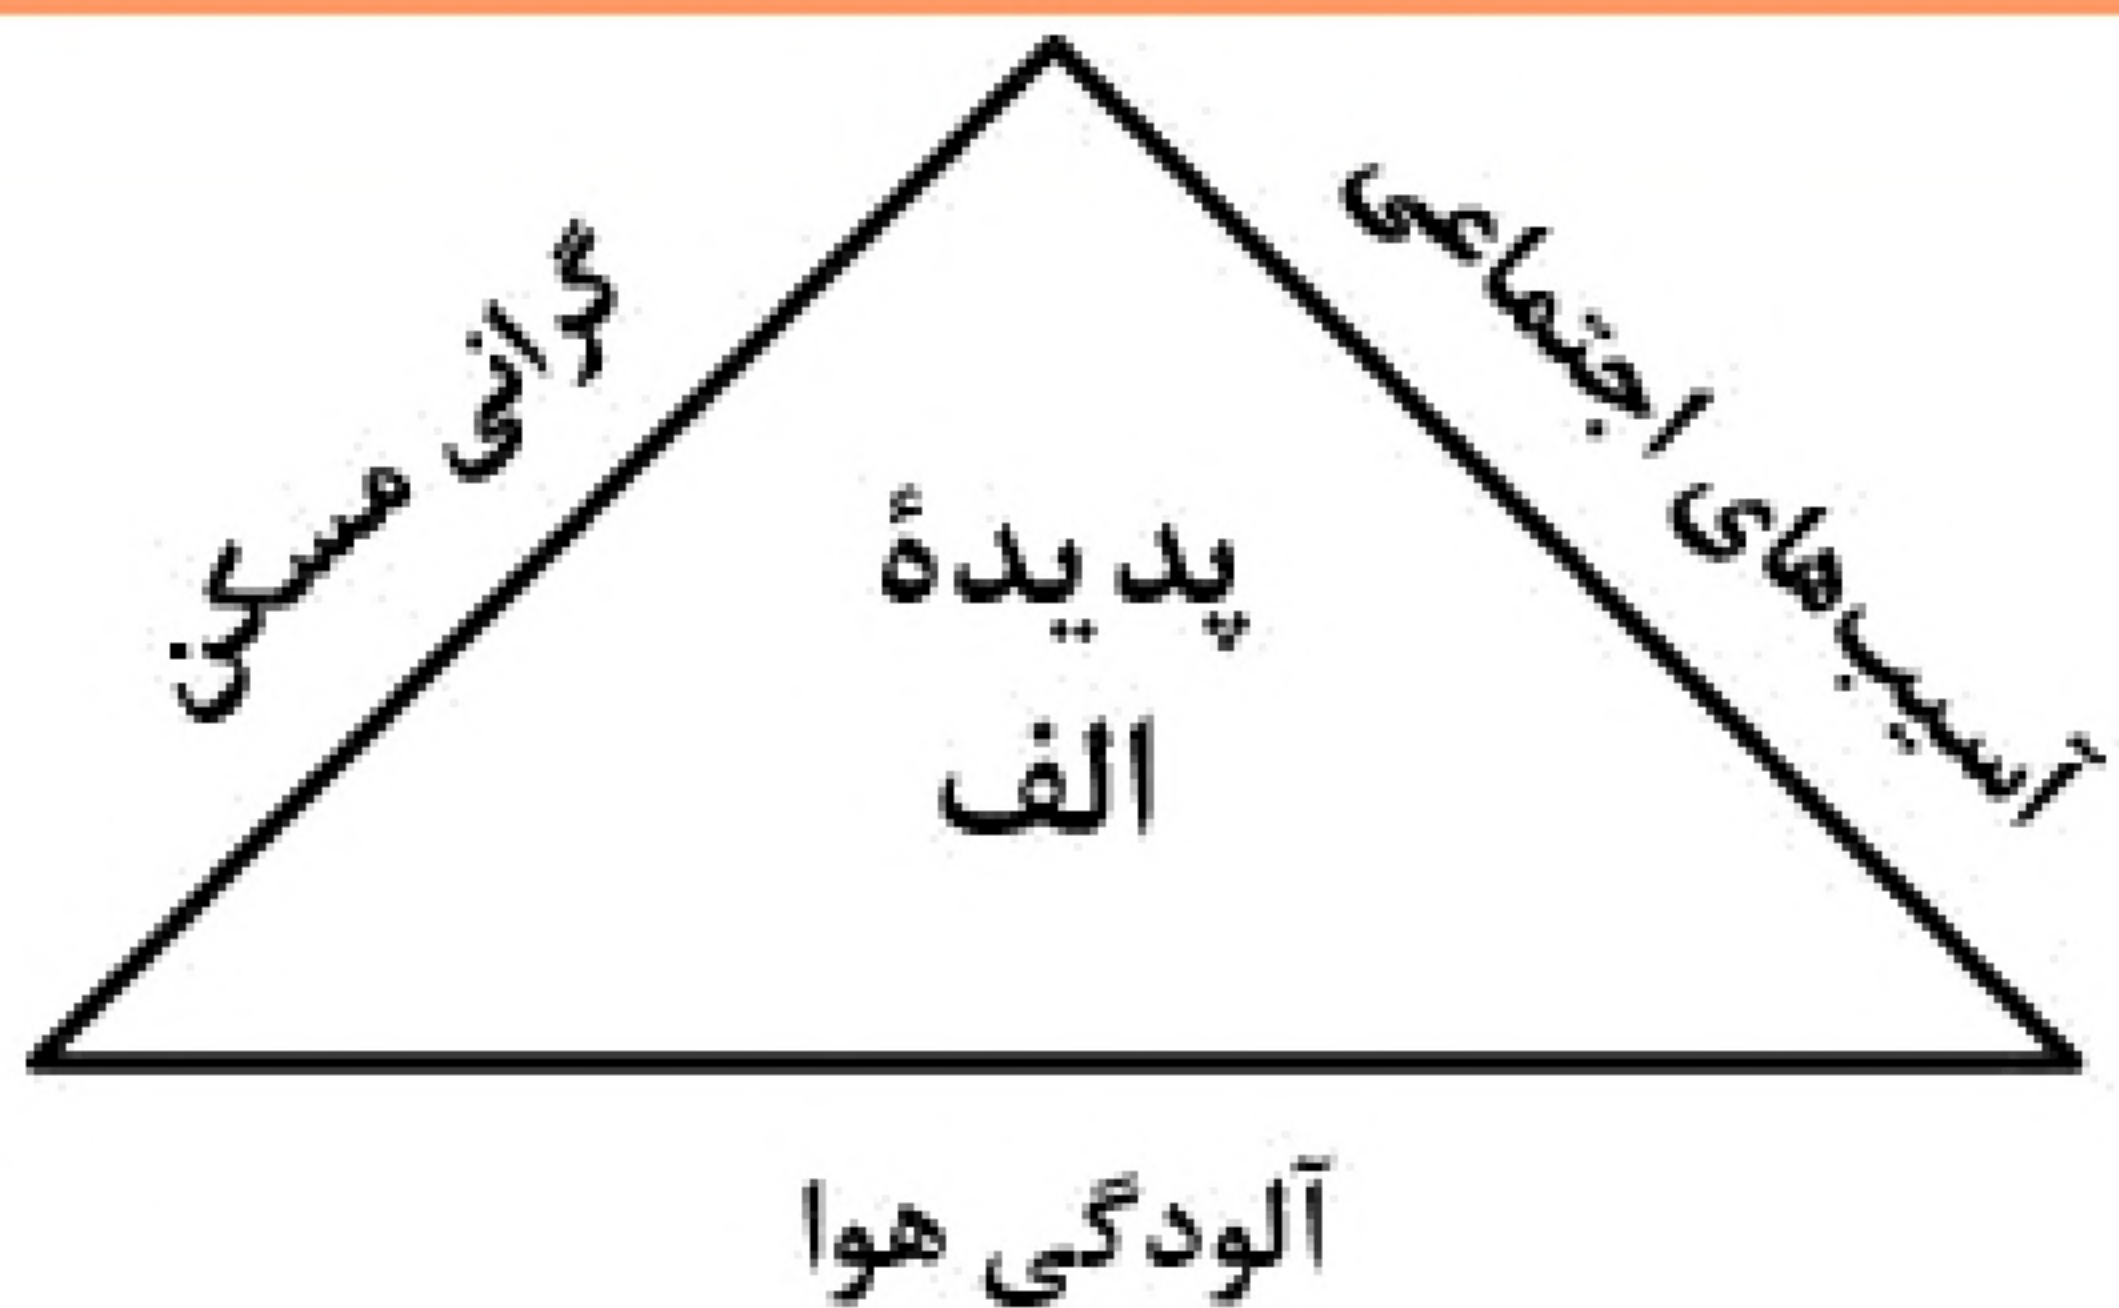 گرانی مسکن
آسیب‌های اجتماعی
پدیدهٔ
الف
آلودگی هوا